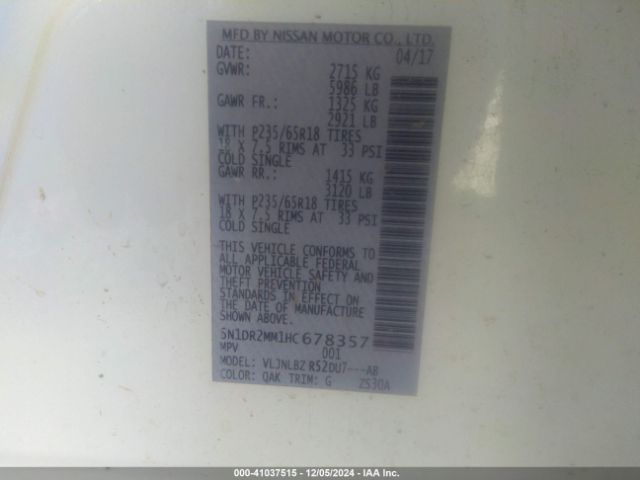 MFD BY NISSAN MOTOR CO., LTD.
DATE: 04/17
GVWR: 2715 KG
5986 LB
GAWR FR.: 1325 KG
2921 LB
WITH P235/65R18 TIRES
18 X 7.5 RIMS AT 33 PSI
COLD SINGLE
GAWR RR.: 1415 KG
3120 LB
WITH P235/65R18 TIRES
18 X 7.5 RIMS AT 33 PSI
COLD SINGLE
THIS VEHICLE CONFORMS TO
ALL APPLICABLE FEDERAL
MOTOR VEHICLE SAFETY AND
THEFT PREVENTION
STANDARDS IN EFFECT ON
THE DATE OF MANUFACTURE
SHOWN ABOVE.
5N1DR2MM1HC678357
MPV 001
MODEL: VLJNLBZ R52DU7---AB
COLOR: QAK TRIM: G ZS30A
000-41037515 - 12/05/2024 - IAA Inc.